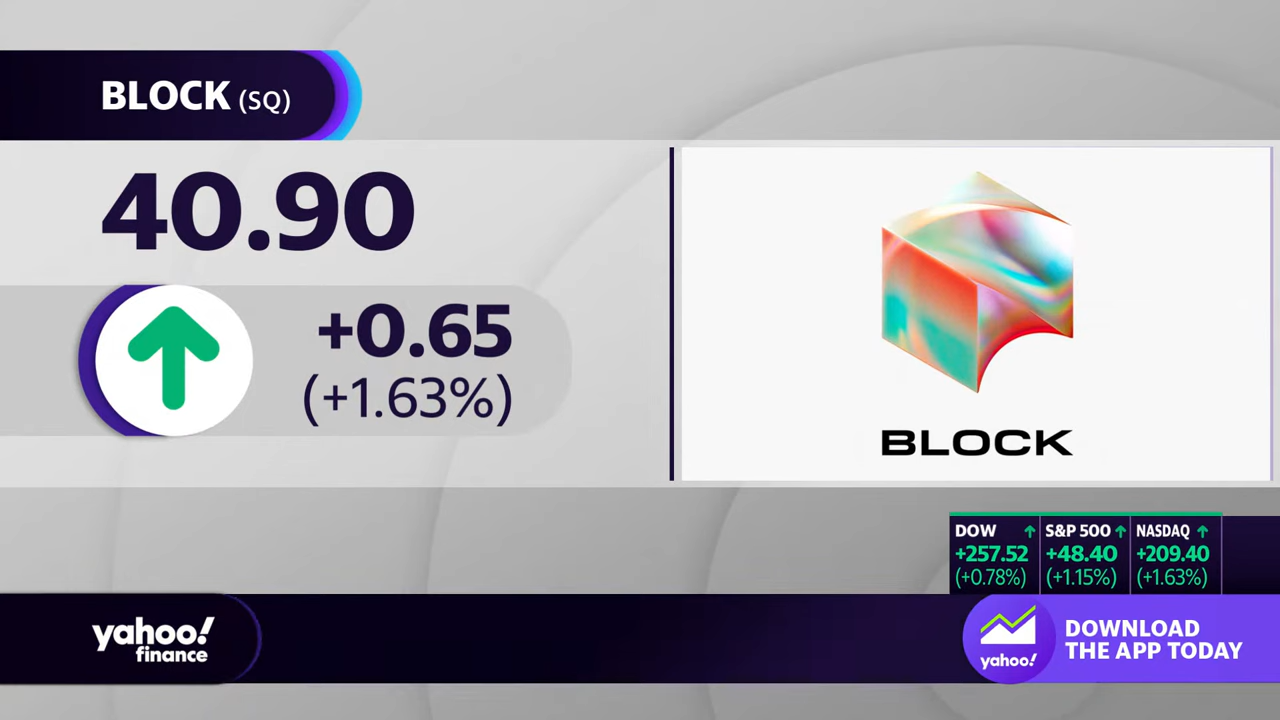 BLOCK (SQ)
40.90
+0.65
(+1.63%)
BLOCK
DOW
+257.52
(+0.78%)
S&P 500
+48.40
(+1.15%)
NASDAQ
+209.40
(+1.63%)
yahoo!
finance
yahoo!
DOWNLOAD
THE APP TODAY